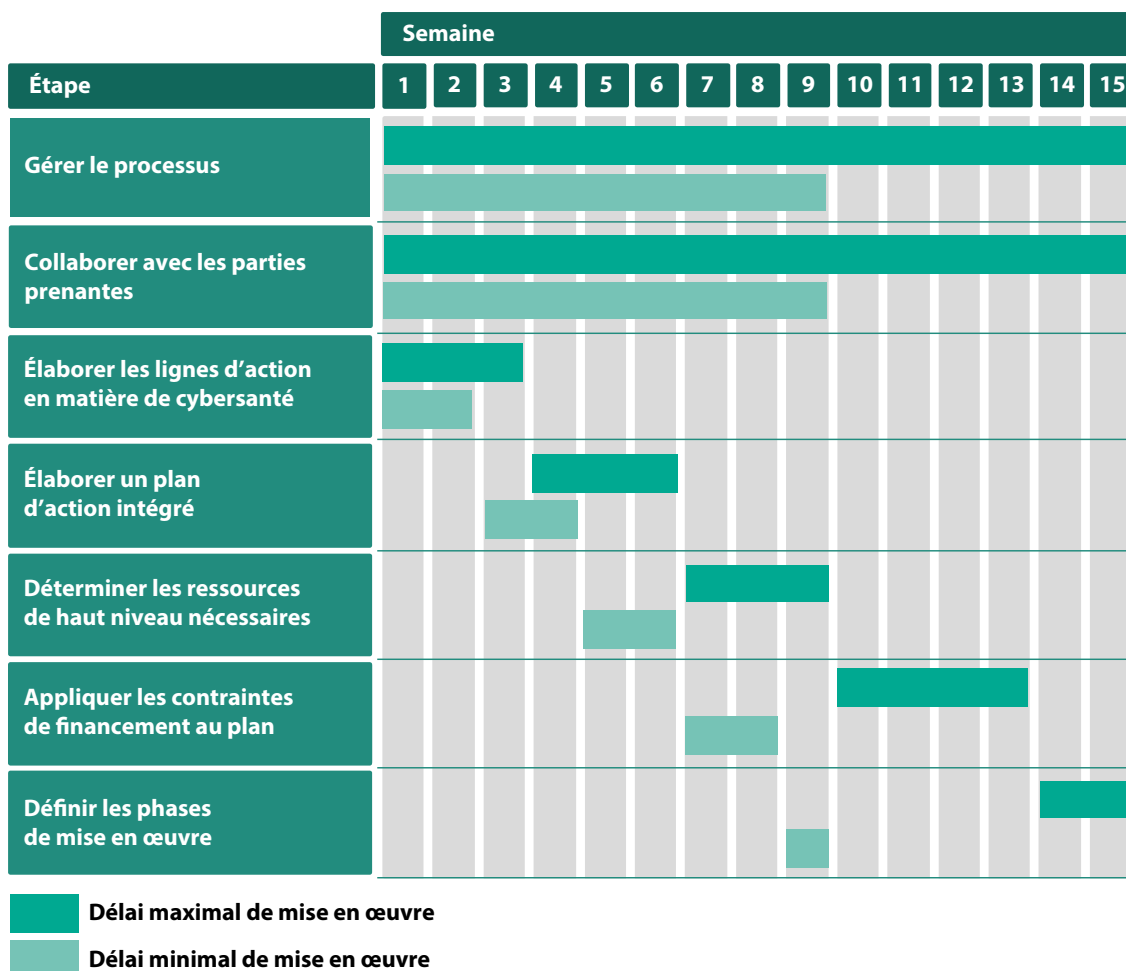 Semaine
Étape
1 2 3 4 5 6 7 8 9 10 11 12 13 14 15
Gérer le processus
Collaborer avec les parties
prenantes
Élaborer les lignes d’action
en matière de cybersanté
Élaborer un plan
d’action intégré
Déterminer les ressources
de haut niveau nécessaires
Appliquer les contraintes
de financement au plan
Définir les phases
de mise en œuvre
Délai maximal de mise en œuvre
Délai minimal de mise en œuvre